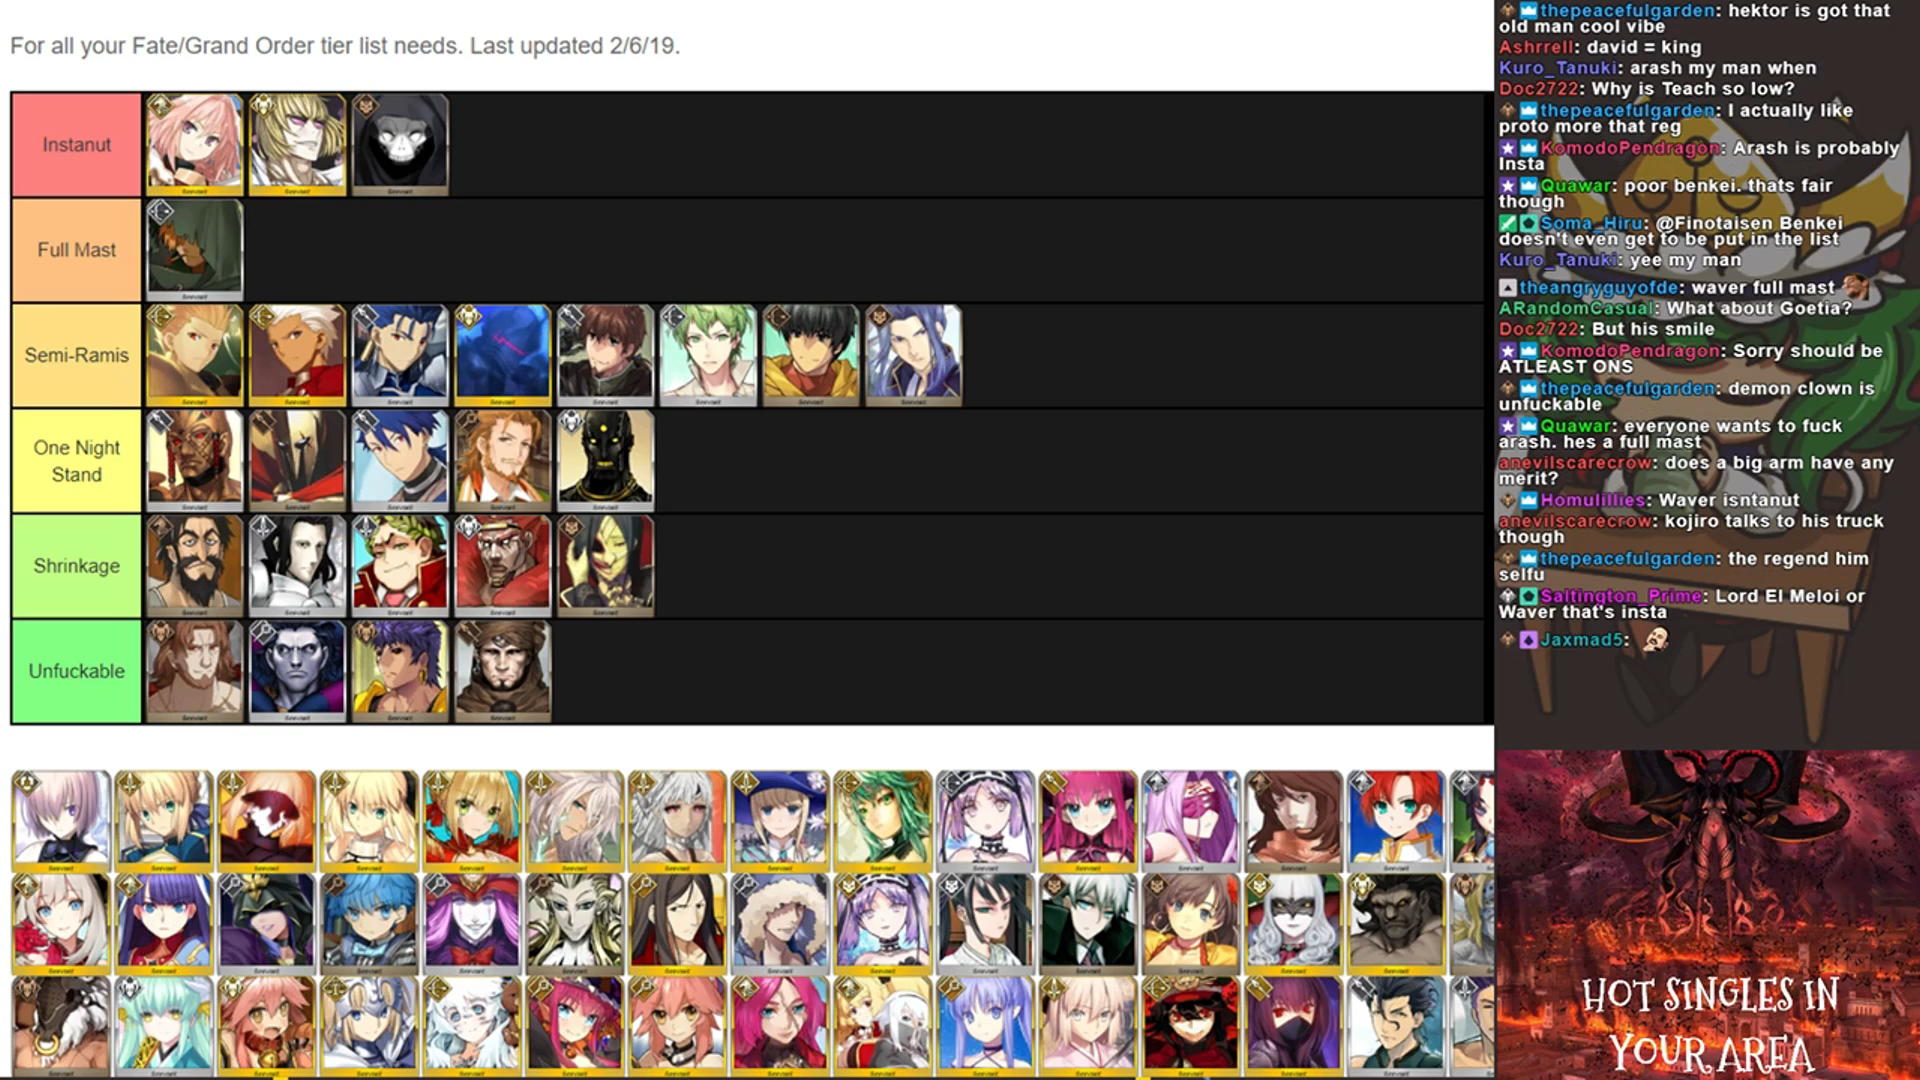 For all your Fate/Grand Order tier list needs. Last updated 2/6/19.
Instanut
Full Mast
Semi-Ramis
One Night
Stand
Shrinkage
Unfuckable
thepeacefulgarden: hektor is got that
old man cool vibe
Ashrrell: david = king
Kuro_Tanuki: arash my man when
Doc2722: Why is Teach so low?
thepeacefulgarden: I actually like
proto more that reg
KomodoPendragon: Arash is probably
Insta
Quawar: poor benkei. thats fair
though
Soma_Hiru: @Finotaisen Benkei
doesn't even get to be put in the list
Kuro_Tanuki: yee my man
theangryguyofde: waver full mast
ARandomCasual: What about Goetia?
Doc2722: But his smile
KomodoPendragon: Sorry should be
ATLEAST ONS
thepeacefulgarden: demon clown is
unfuckable
Quawar: everyone wants to fuck
arash. hes a full mast
anevilscarecrow: does a big arm have any
merit?
Homulillies: Waver isntanut
anevilscarecrow: kojiro talks to his truck
though
thepeacefulgarden: the regend him
selfu
Saltington_Prime: Lord El Meloi or
Waver that's insta
Jaxmad5:
HOT SINGLES IN
YOUR AREA